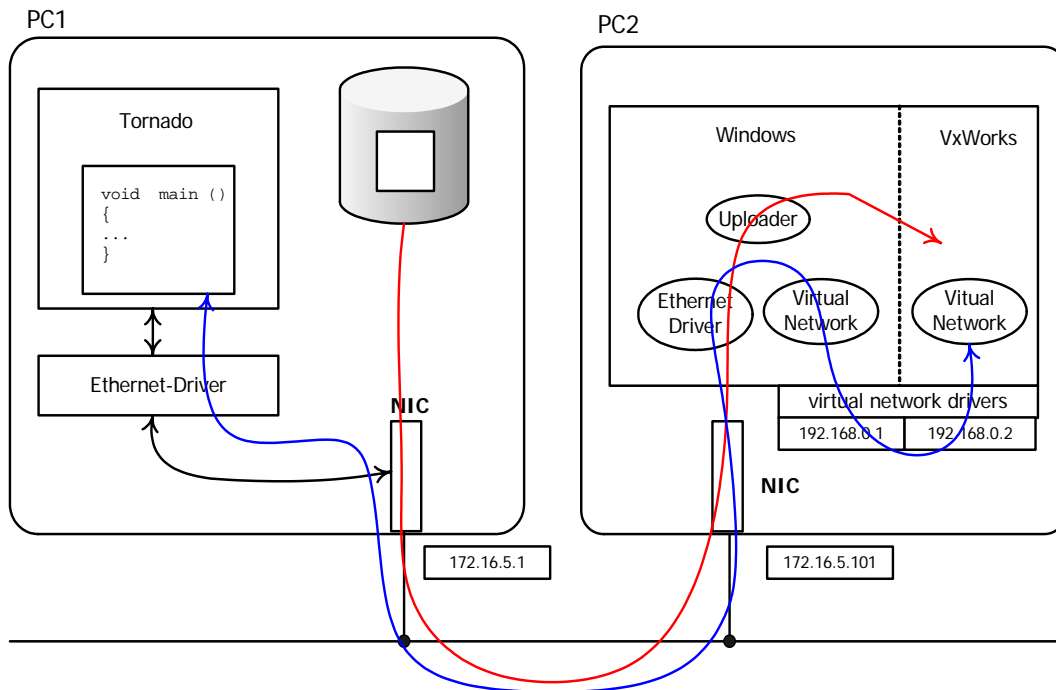 PC1
PC2
Tornado
void main ()
{
...
}
Ethernet-Driver
NIC
172.16.5.1
Windows
VxWorks
Uploader
Ethernet
Driver
Virtual
Network
Vitual
Network
virtual network drivers
192.168.0.1
192.168.0.2
NIC
172.16.5.101